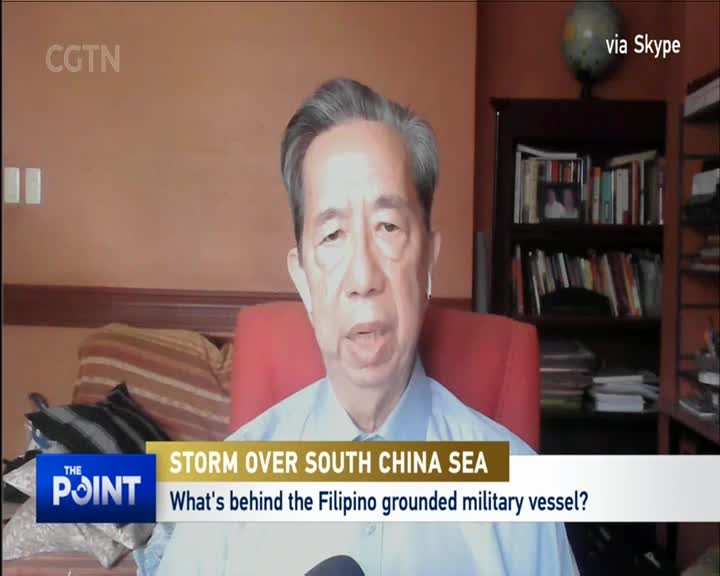 CGTN
via Skype
STORM OVER SOUTH CHINA SEA
THE
POINT
What's behind the Filipino grounded military vessel?